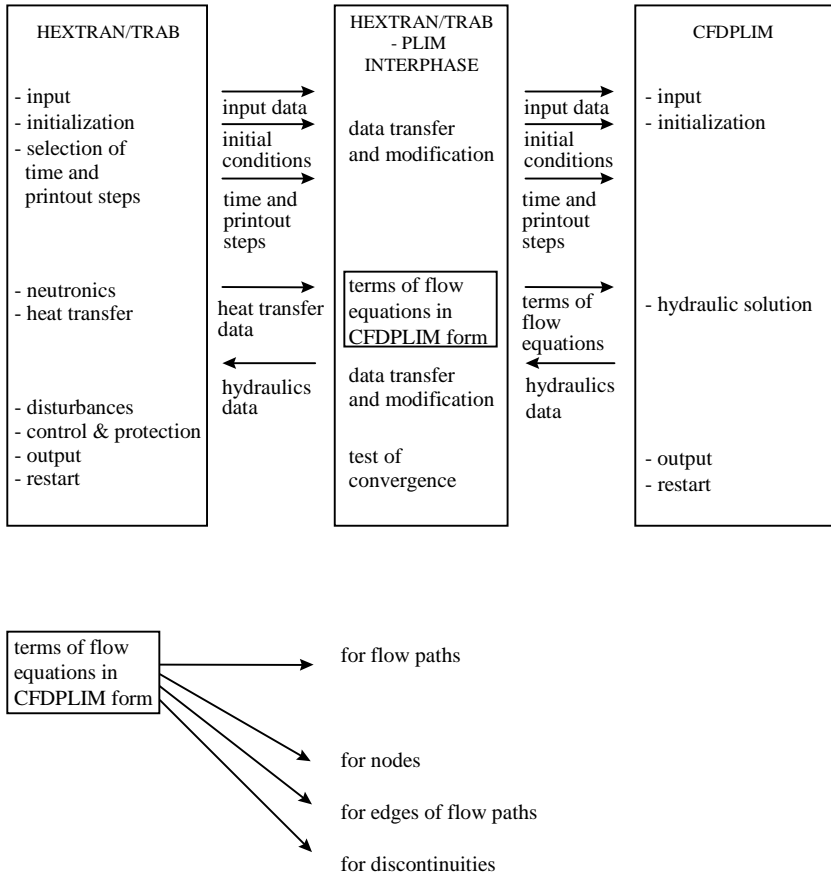 HEXTRAN/TRAB
- input
- initialization
- selection of
time and
printout steps
- neutronics
- heat transfer
- disturbances
- control & protection
- output
- restart
input data
initial
conditions
time and
printout
steps
heat transfer
data
hydraulics
data
HEXTRAN/TRAB
- PLIM
INTERPHASE
data transfer
and modification
terms of flow
equations in
CFDPLIM form
data transfer
and modification
test of
convergence
input data
initial
conditions
time and
printout
steps
terms of
flow
equations
hydraulics
data
CFDPLIM
- input
- initialization
- hydraulic solution
- output
- restart
terms of flow
equations in
CFDPLIM form
for flow paths
for nodes
for edges of flow paths
for discontinuities